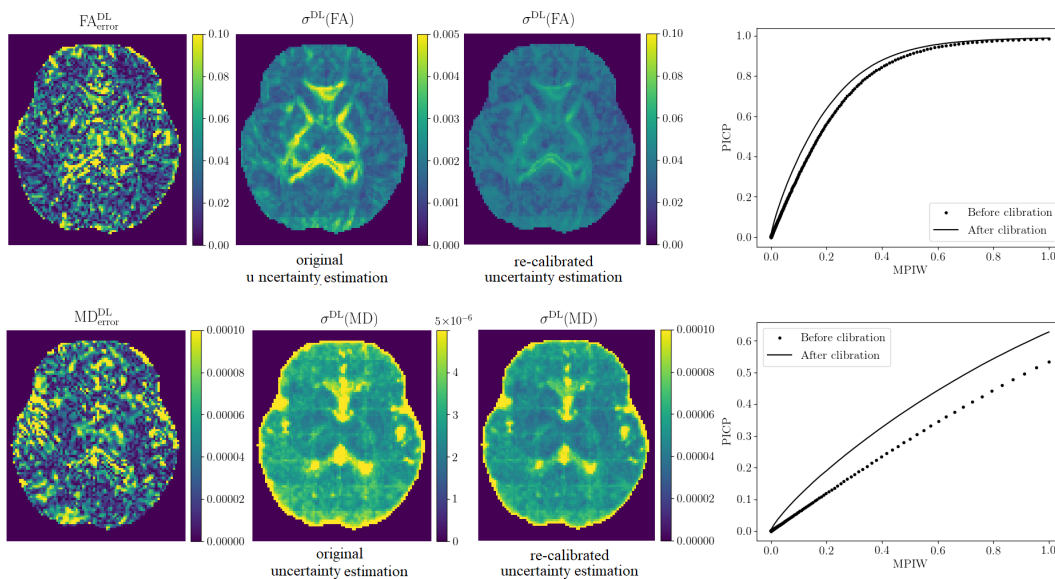 FA^DL_error
σ^DL(FA)
σ^DL(FA)
0.10
0.08
0.06
0.04
0.02
0.00
0.005
0.004
0.003
0.002
0.001
0.000
0.10
0.08
0.06
0.04
0.02
0.00
original
u ncertainty estimation
re-calibrated
uncertainty estimation
1.0
0.8
0.6
0.4
0.2
0.0
PICP
Before clibration
After clibration
0.0 0.2 0.4 0.6 0.8 1.0
MPIW
MD^DL_error
σ^DL(MD)
σ^DL(MD)
0.00010
0.00008
0.00006
0.00004
0.00002
0.00000
5×10^-6
4
3
2
1
0
0.00010
0.00008
0.00006
0.00004
0.00002
0.00000
original
uncertainty estimation
re-calibrated
uncertainty estimation
Before clibration
After clibration
0.6
0.5
0.4
0.3
0.2
0.1
0.0
PICP
0.0 0.2 0.4 0.6 0.8 1.0
MPIW